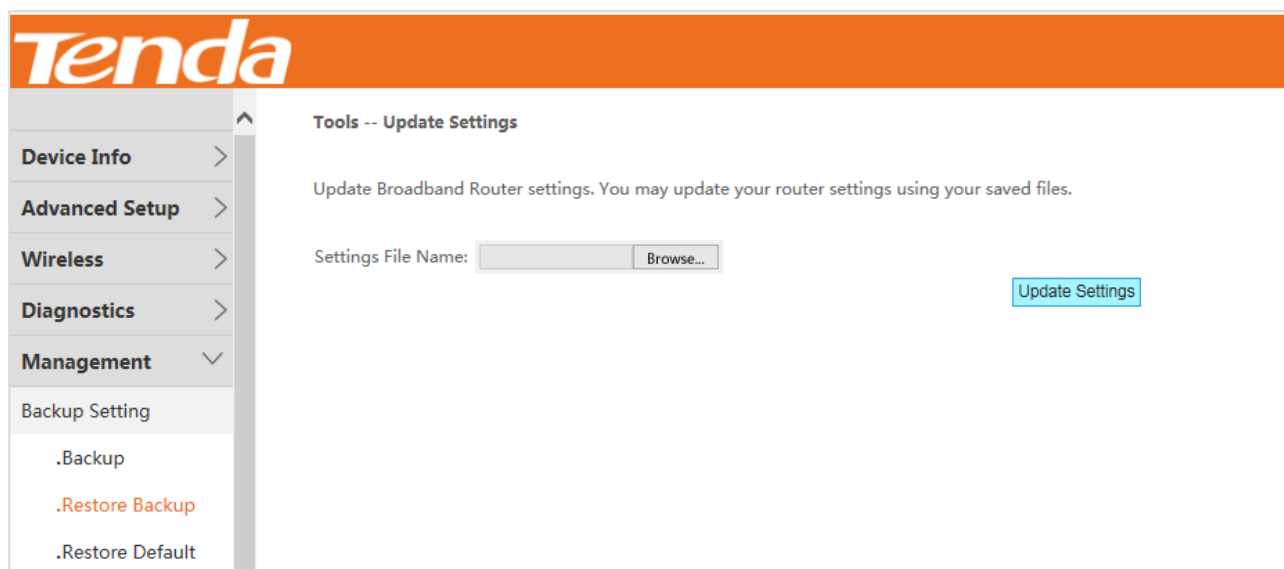 Tenda
Tools -- Update Settings
Device Info
Update Broadband Router settings. You may update your router settings using your saved files.
Advanced Setup
Wireless
Settings File Name:
Browse...
Update Settings
Diagnostics
Management
Backup Setting
.Backup
.Restore Backup
.Restore Default